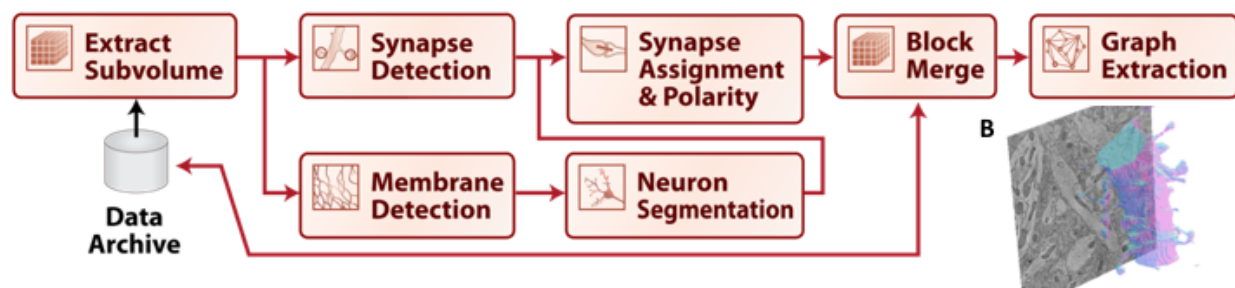 Extract
Subvolume
Synapse
Detection
Synapse
Assignment
& Polarity
Block
Merge
Graph
Extraction
B
Membrane
Detection
Neuron
Segmentation
Data
Archive